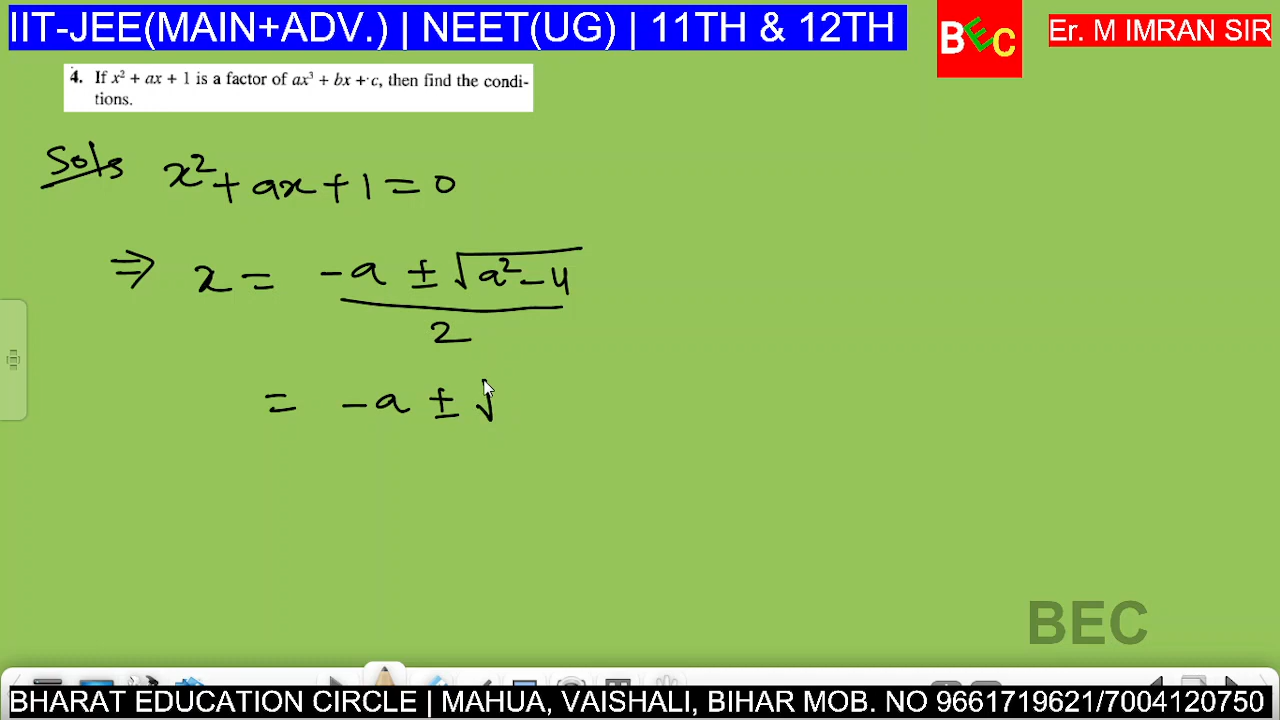 IIT-JEE(MAIN+ADV.) | NEET(UG) | 11TH & 12TH
BEC
Er. M IMRAN SIR
4. If x² + ax + 1 is a factor of ax³ + bx + c, then find the condi-
tions.
Sol:
x² + ax + 1 = 0
⇒ x = (-a ± √(a² - 4))/2
= -a ± √
BEC
BHARAT EDUCATION CIRCLE | MAHUA, VAISHALI, BIHAR MOB. NO 9661719621/7004120750